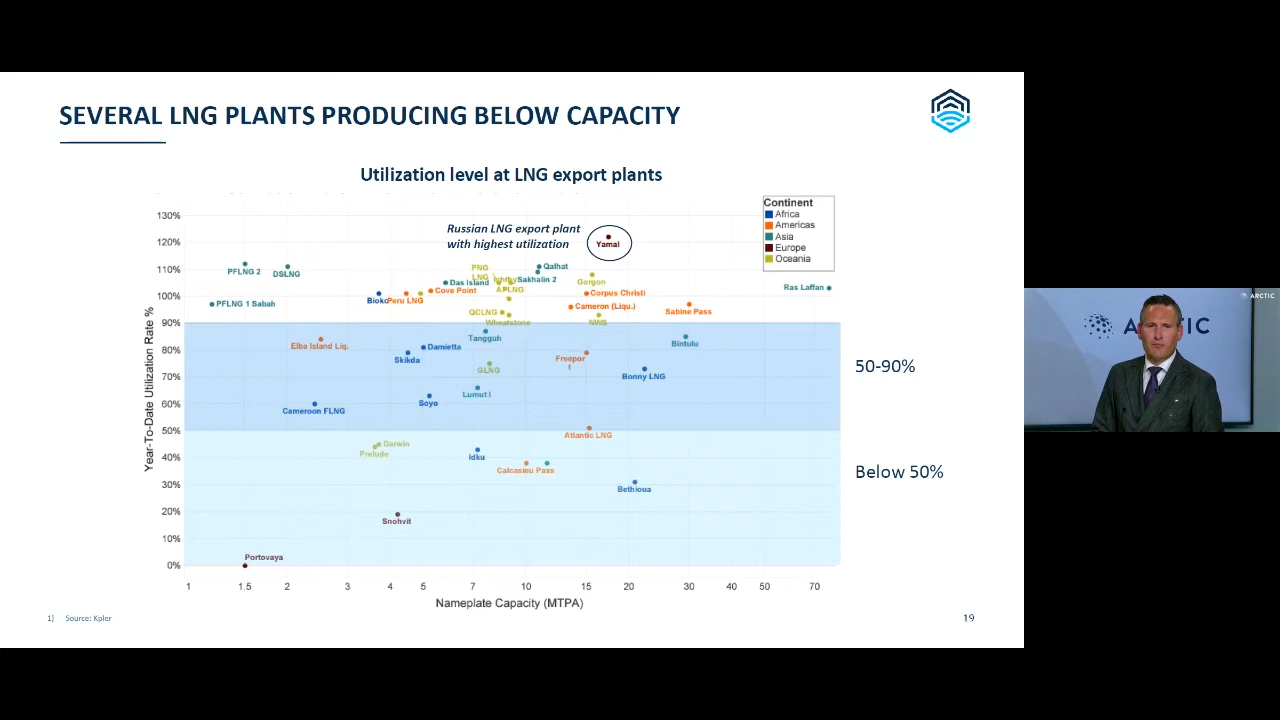 SEVERAL LNG PLANTS PRODUCING BELOW CAPACITY
Utilization level at LNG export plants
Year-To-Date Utilization Rate %
130%
120%
110%
100%
90%
80%
70%
60%
50%
40%
30%
20%
10%
0%
Russian LNG export plant
with highest utilization
Yamal
Continent
Africa
Americas
Asia
Europe
Oceania
PFLNG 2
DSLNG
PNG
LNG
Qalhat
Sakhalin 2
Das Island
Gorgon
Ras Laffan
Cove Point
APLNG
Peru LNG
Corpus Christi
PFLNG 1 Sabah
Cameron (Liqu.)
Sabine Pass
QCLNG
Wheatstone
NWS
Tangguh
Bintulu
Elba Island Liq.
Damietta
Skikda
Freepor
t
GLNG
Bonny LNG
Lumut I
Soyo
Cameroon FLNG
Atlantic LNG
Darwin
Prelude
Idku
Calcasieu Pass
Bethioua
Snohvit
Portovaya
50-90%
Below 50%
1 1.5 2 3 4 5 7 10 15 20 30 40 50 70
Nameplate Capacity (MTPA)
1) Source: Kpler
19
ARCTIC
ARCTIC